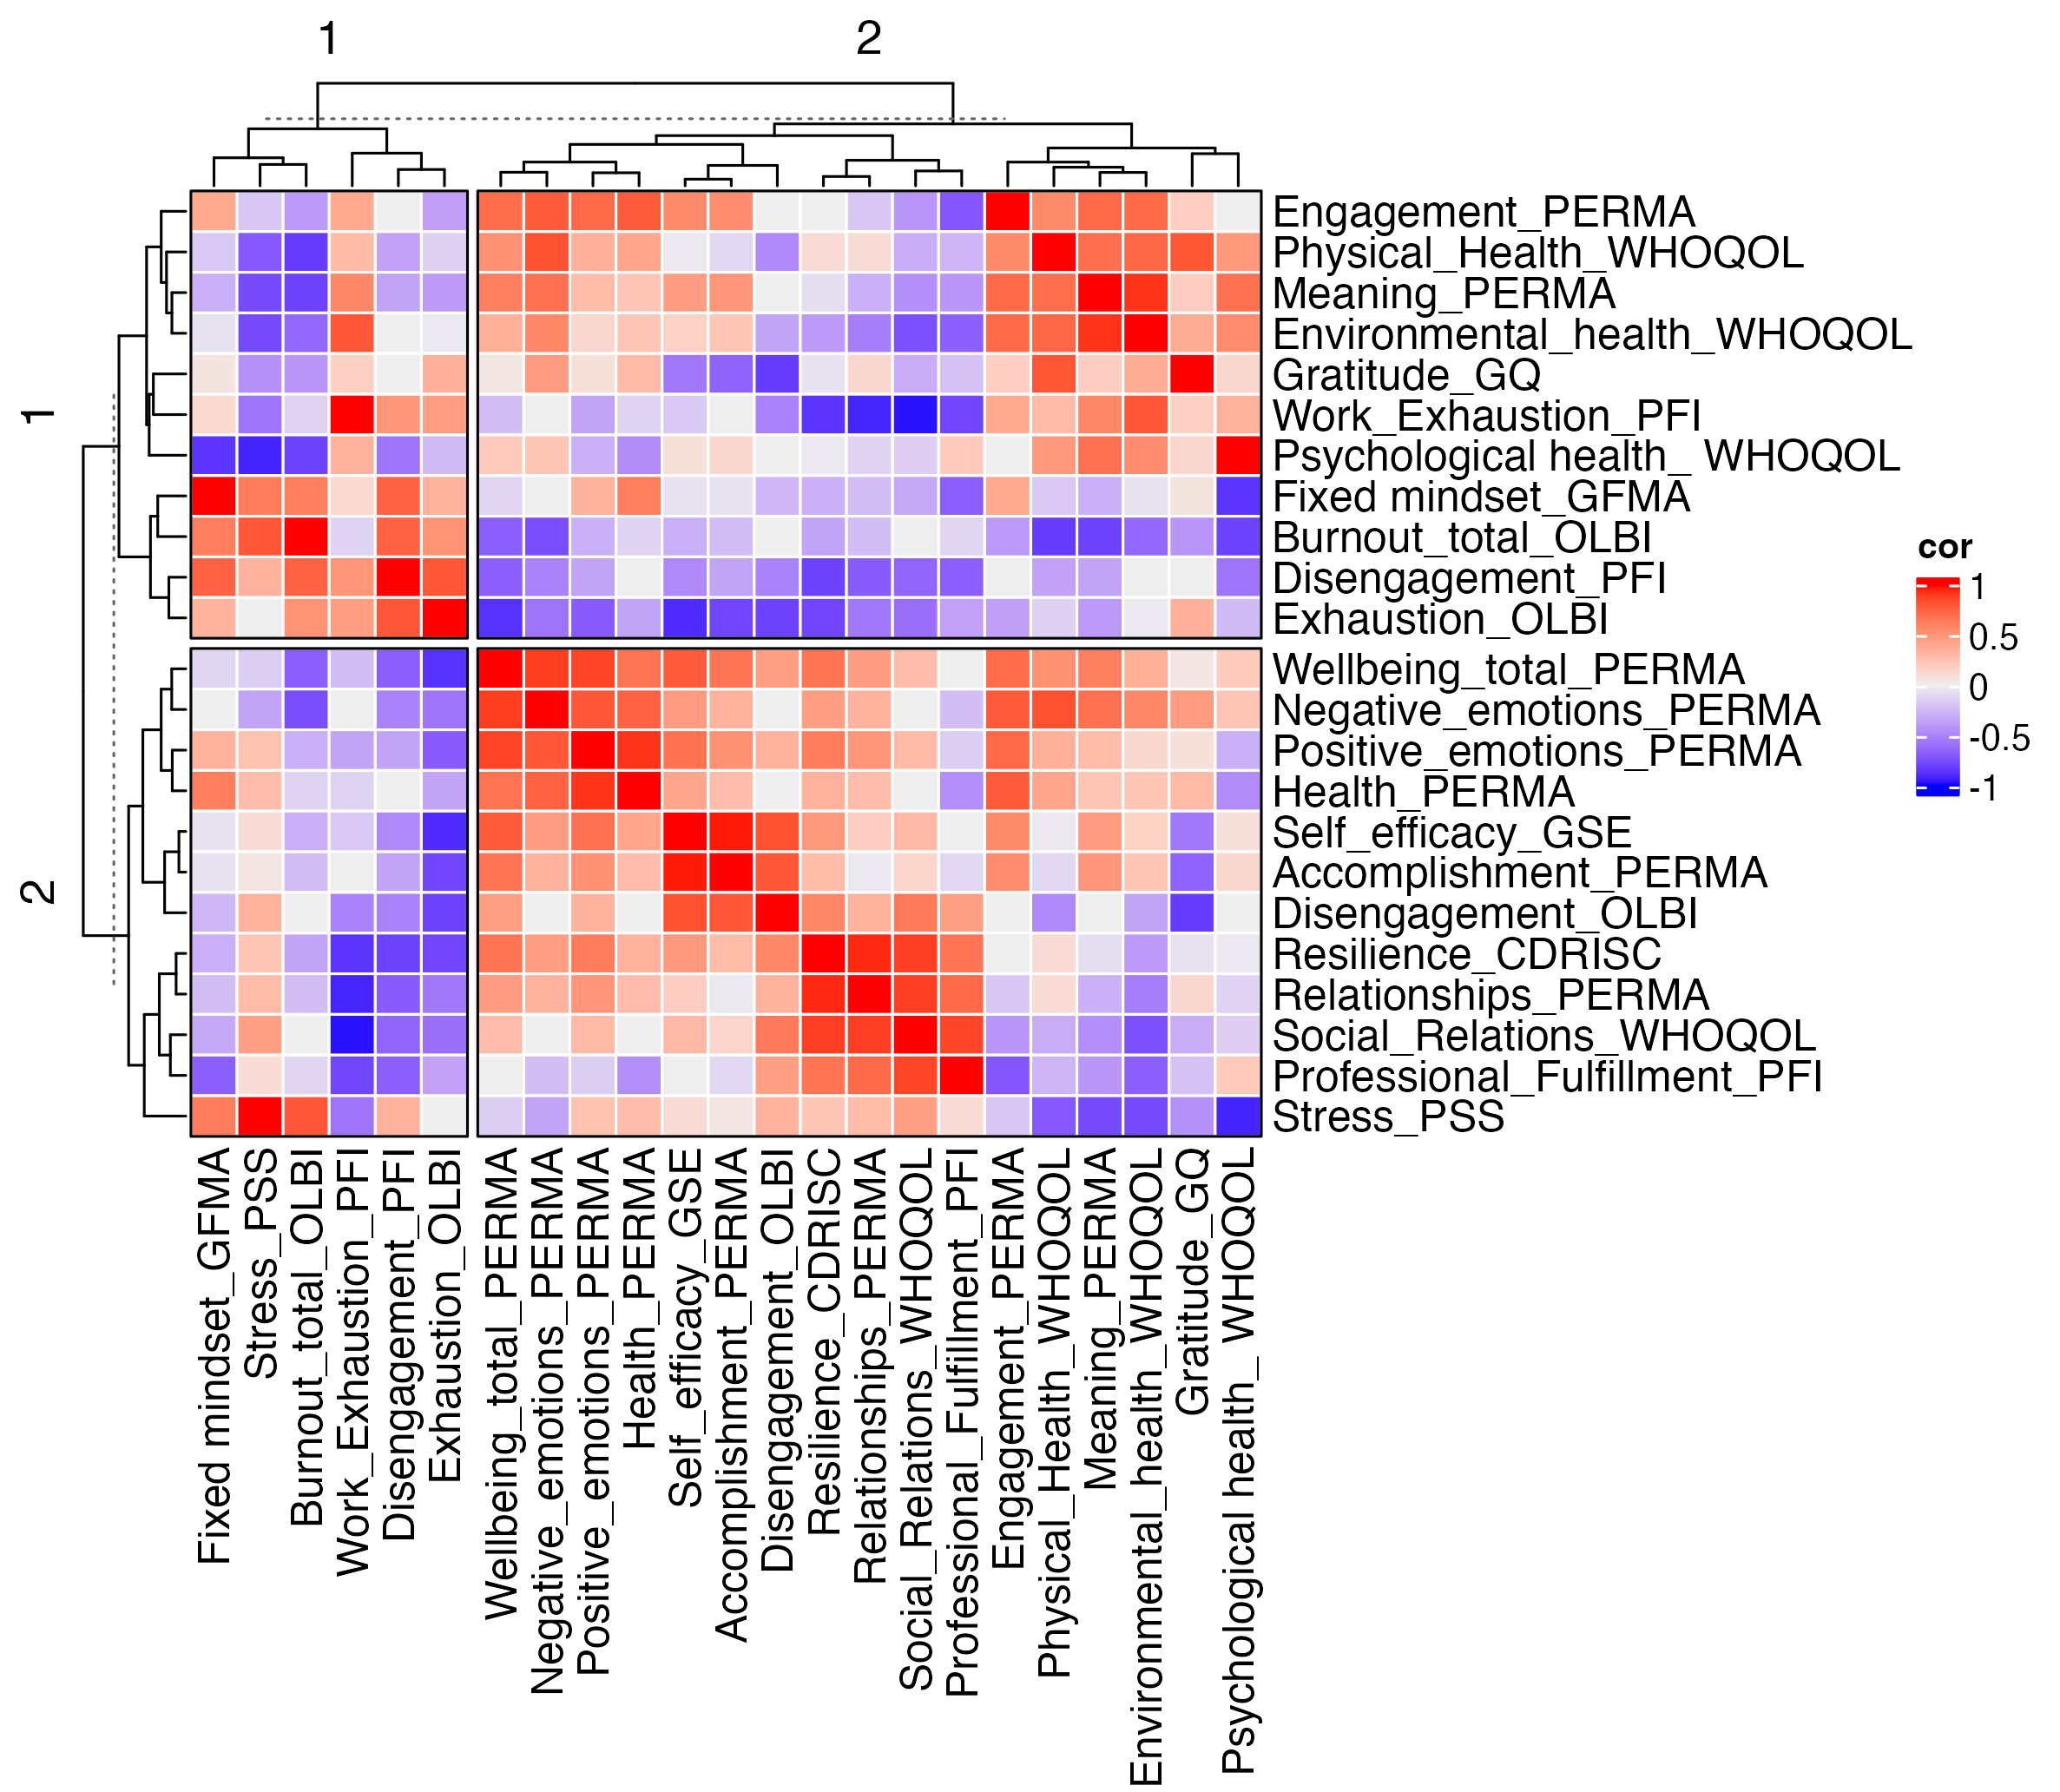 1
2
1
2
Engagement_PERMA
Physical_Health_WHOQOL
Meaning_PERMA
Environmental_health_WHOQOL
Gratitude_GQ
Work_Exhaustion_PFI
Psychological health_ WHOQOL
Fixed mindset_GFMA
Burnout_total_OLBI
Disengagement_PFI
Exhaustion_OLBI
Wellbeing_total_PERMA
Negative_emotions_PERMA
Positive_emotions_PERMA
Health_PERMA
Self_efficacy_GSE
Accomplishment_PERMA
Disengagement_OLBI
Resilience_CDRISC
Relationships_PERMA
Social_Relations_WHOQOL
Professional_Fulfillment_PFI
Stress_PSS
cor
1
0.5
0
-0.5
-1
Fixed mindset_GFMA
Stress_PSS
Burnout_total_OLBI
Work_Exhaustion_PFI
Disengagement_PFI
Exhaustion_OLBI
Wellbeing_total_PERMA
Negative_emotions_PERMA
Positive_emotions_PERMA
Health_PERMA
Self_efficacy_GSE
Accomplishment_PERMA
Disengagement_OLBI
Resilience_CDRISC
Relationships_PERMA
Social_Relations_WHOQOL
Professional_Fulfillment_PFI
Engagement_PERMA
Physical_Health_WHOQOL
Meaning_PERMA
Environmental_health_WHOQOL
Gratitude_GQ
Psychological health_ WHOQOL